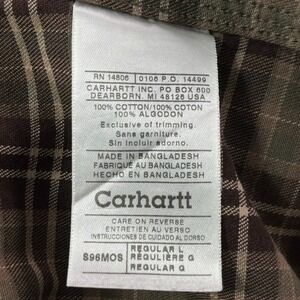 RN 14806 0106 P.O. 14499
CARHARTT INC. PO BOX 600
DEARBORN, MI 48126 USA
100% COTTON/100% COTON
100% ALGODON
Exclusive of trimming.
Sans garniture.
Sin incluir adorno.
MADE IN BANGLADESH
FABRIQUÉ AU BANGLADESH
HECHO EN BANGLADESH
Carhartt
CARE ON REVERSE
ENTRETIEN AU VERSO
INSTRUCCIONES DE CUIDADO AL DORSO
S96MOS
REGULAR L
RÉGULIÈRE G
REGULAR G